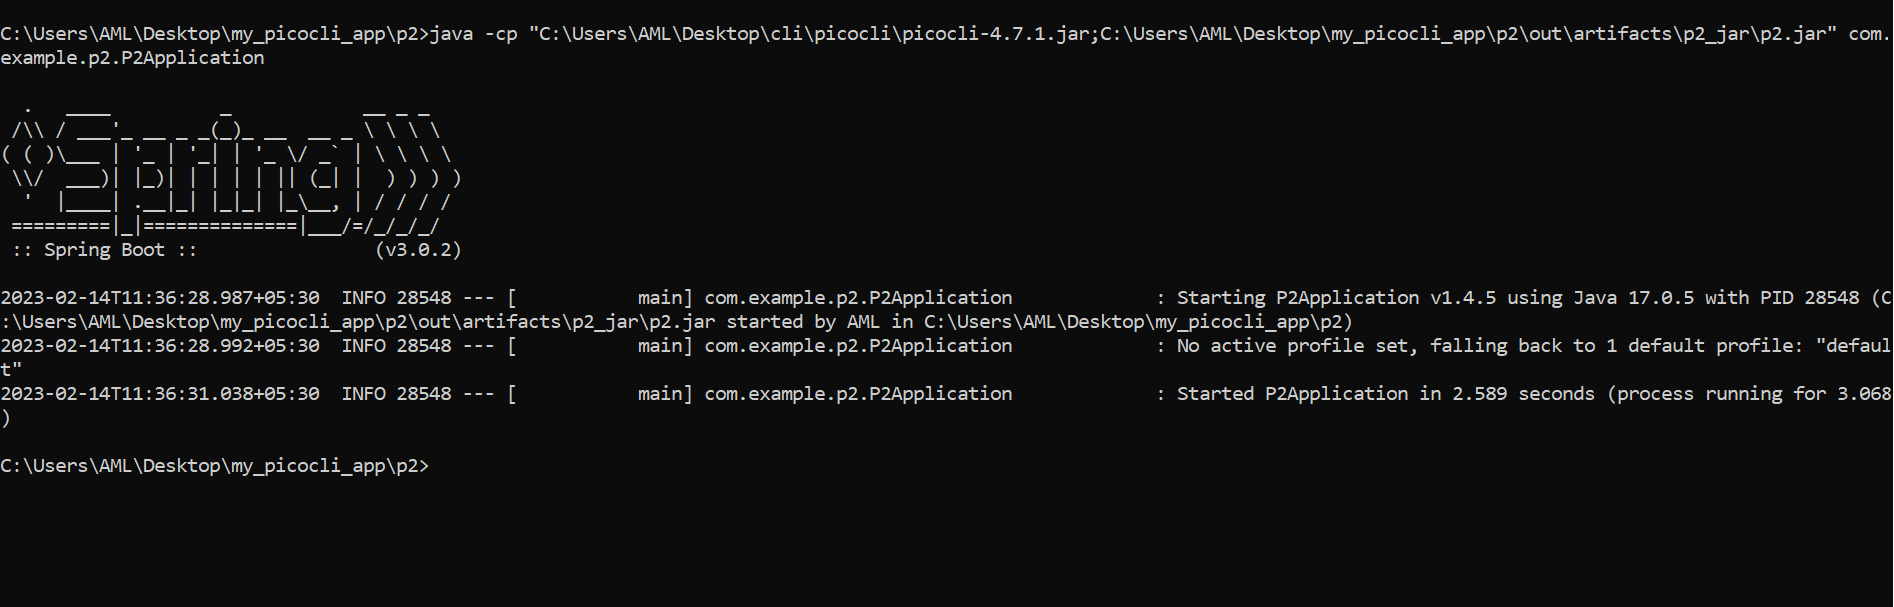 C:\Users\AML\Desktop\my_picocli_app\p2>java -cp "C:\Users\AML\Desktop\cli\picocli\picocli-4.7.1.jar;C:\Users\AML\Desktop\my_picocli_app\p2\out\artifacts\p2_jar\p2.jar" com.
example.p2.P2Application

  .   ____          _            __ _ _
 /\\ / ___'_ __ _ _(_)_ __  __ _ \ \ \ \
( ( )\___ | '_ | '_| | '_ \/ _` | \ \ \ \
 \\/  ___)| |_)| | | | | || (_| |  ) ) ) )
  '  |____| .__|_| |_|_| |_\__, | / / / /
 =========|_|==============|___/=/_/_/_/
 :: Spring Boot ::                (v3.0.2)

2023-02-14T11:36:28.987+05:30  INFO 28548 --- [           main] com.example.p2.P2Application             : Starting P2Application v1.4.5 using Java 17.0.5 with PID 28548 (C
:\Users\AML\Desktop\my_picocli_app\p2\out\artifacts\p2_jar\p2.jar started by AML in C:\Users\AML\Desktop\my_picocli_app\p2)
2023-02-14T11:36:28.992+05:30  INFO 28548 --- [           main] com.example.p2.P2Application             : No active profile set, falling back to 1 default profile: "defaul
t"
2023-02-14T11:36:31.038+05:30  INFO 28548 --- [           main] com.example.p2.P2Application             : Started P2Application in 2.589 seconds (process running for 3.068
)

C:\Users\AML\Desktop\my_picocli_app\p2>